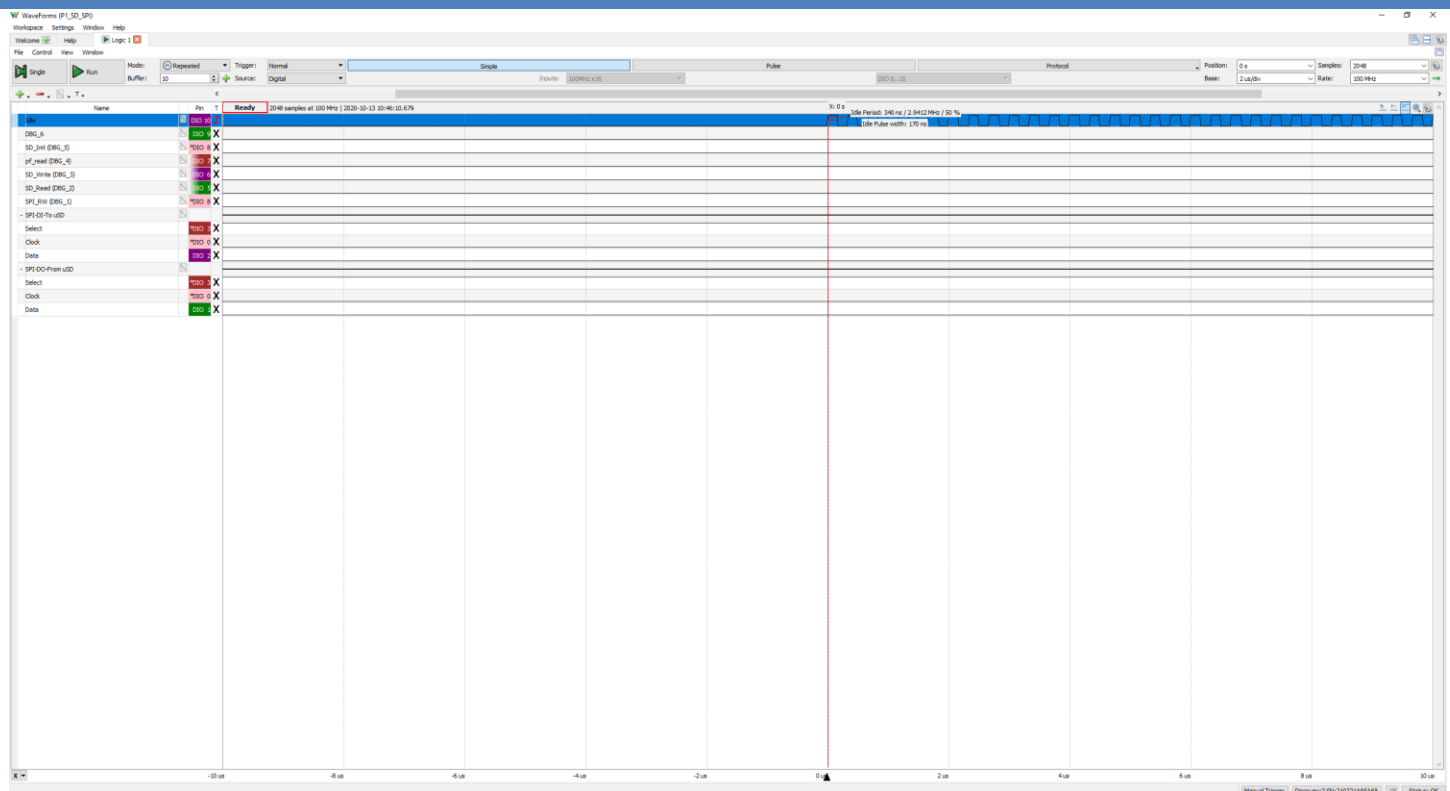 WaveForms (P1_SD_SPI)
Workspace Settings Window Help
Welcome Help Logic 1
File Control View Window
Single Run Mode: Repeated Trigger: Normal Simple Pulse Protocol Position: 0 s Samples: 2048
Buffer: 10 Source: Digital Inputs: 100MHz x 16 DIO 0...15 Base: 2 us/div Rate: 100 MHz
Name Pin T Ready 2048 samples at 100 MHz | 2020-10-13 10:46:10.679 X: 0 s
Idle Period: 340 ns / 2.9412 MHz / 50 %
Idle DIO 10 Idle Pulse width: 170 ns
DBG_6 DIO 9 X
SD_Init (DBG_5) X
pf_read (DBG_4) DIO 7 X
SD_Write (DBG_3) DIO 6 X
SD_Read (DBG_2) DIO 5 X
SPI_RW (DBG_1) *DIO 8 X
- SPI-DI-To uSD
Select *DIO 3 X
Clock *DIO 0 X
Data DIO 2 X
- SPI-DO-From uSD
Select *DIO 3 X
Clock *DIO 0 X
Data DIO 1 X
X -10 us -8 us -6 us -4 us -2 us 0 us 2 us 4 us 6 us 8 us 10 us
Manual Trigger Status: OK